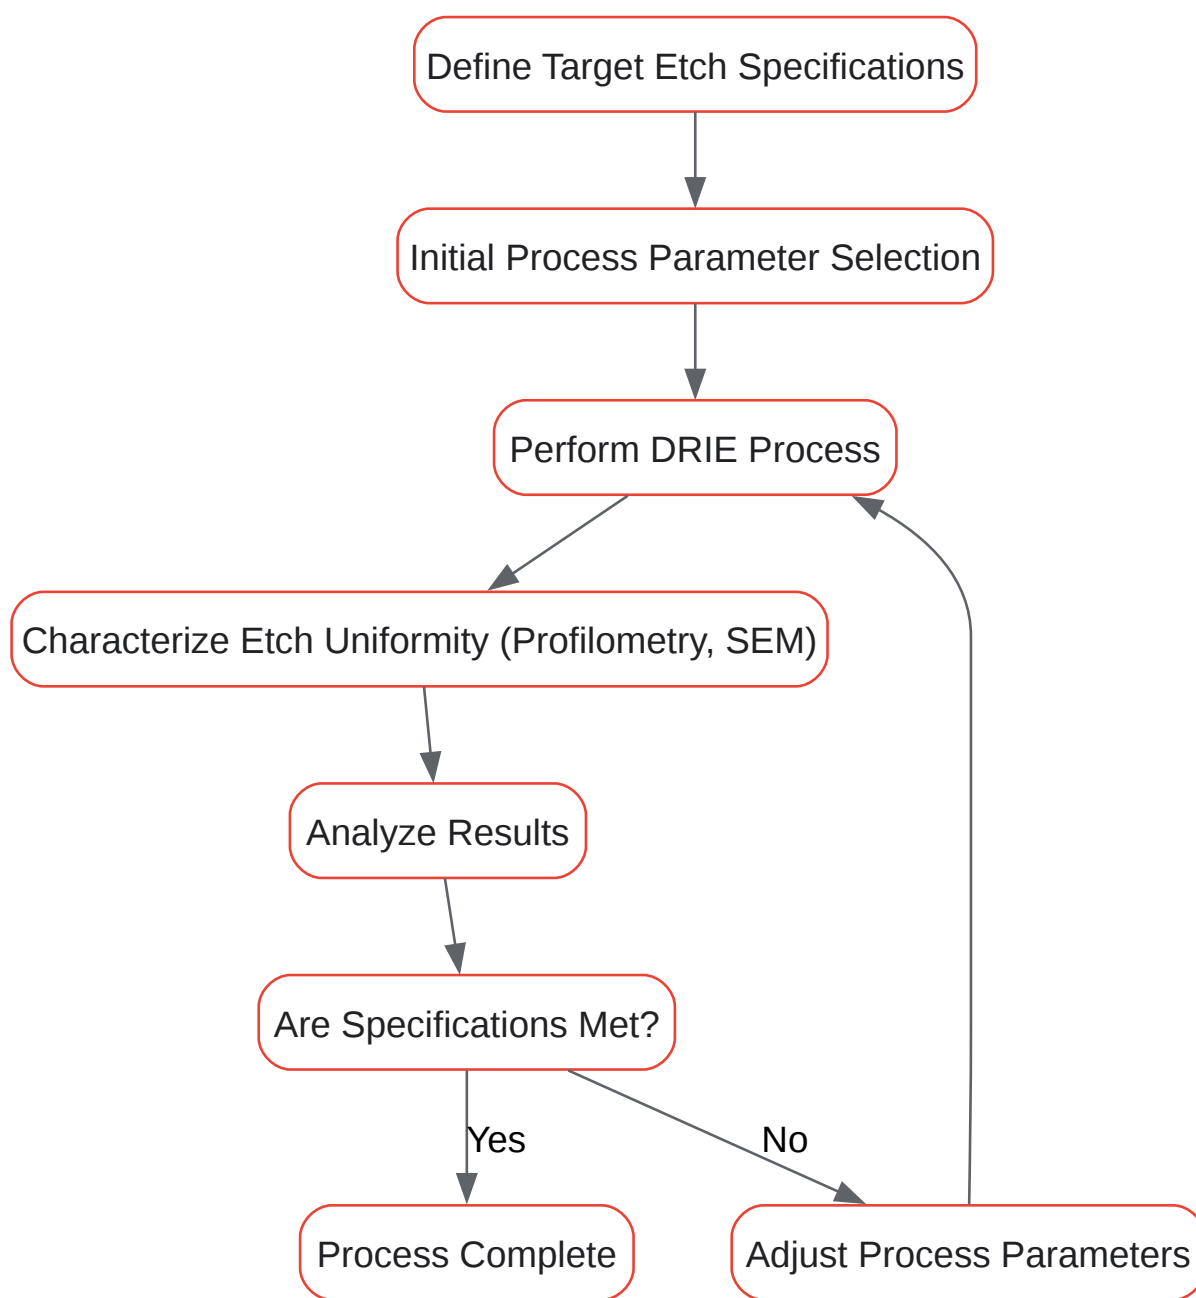 Define Target Etch Specifications
Initial Process Parameter Selection
Perform DRIE Process
Characterize Etch Uniformity (Profilometry, SEM)
Analyze Results
Are Specifications Met?
Yes
No
Process Complete
Adjust Process Parameters